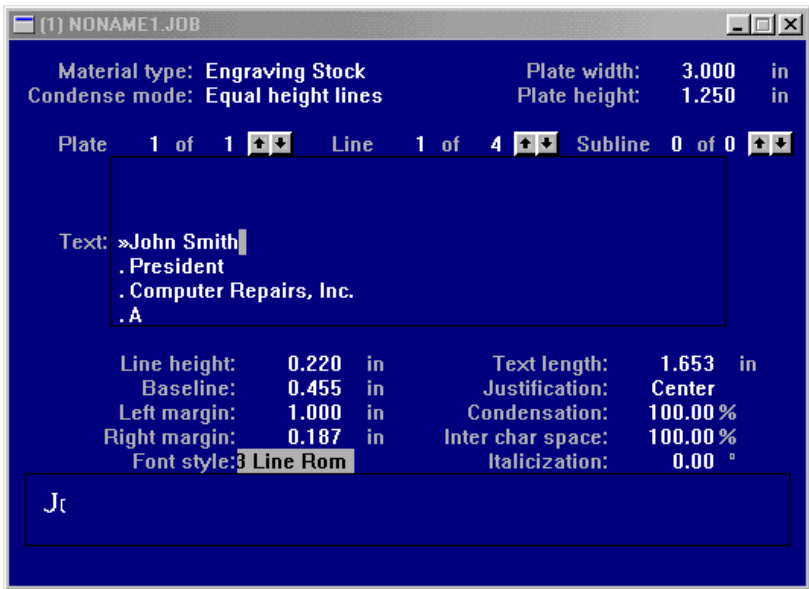 (1) NONAME1.JOB
Material type: Engraving Stock Plate width: 3.000 in
Condense mode: Equal height lines Plate height: 1.250 in
Plate 1 of 1 Line 1 of 4 Subline 0 of 0
Text: »John Smith
. President
. Computer Repairs, Inc.
. A
Line height: 0.220 in Text length: 1.653 in
Baseline: 0.455 in Justification: Center
Left margin: 1.000 in Condensation: 100.00 %
Right margin: 0.187 in Inter char space: 100.00 %
Font style: 3 Line Rom Italicization: 0.00 °
J